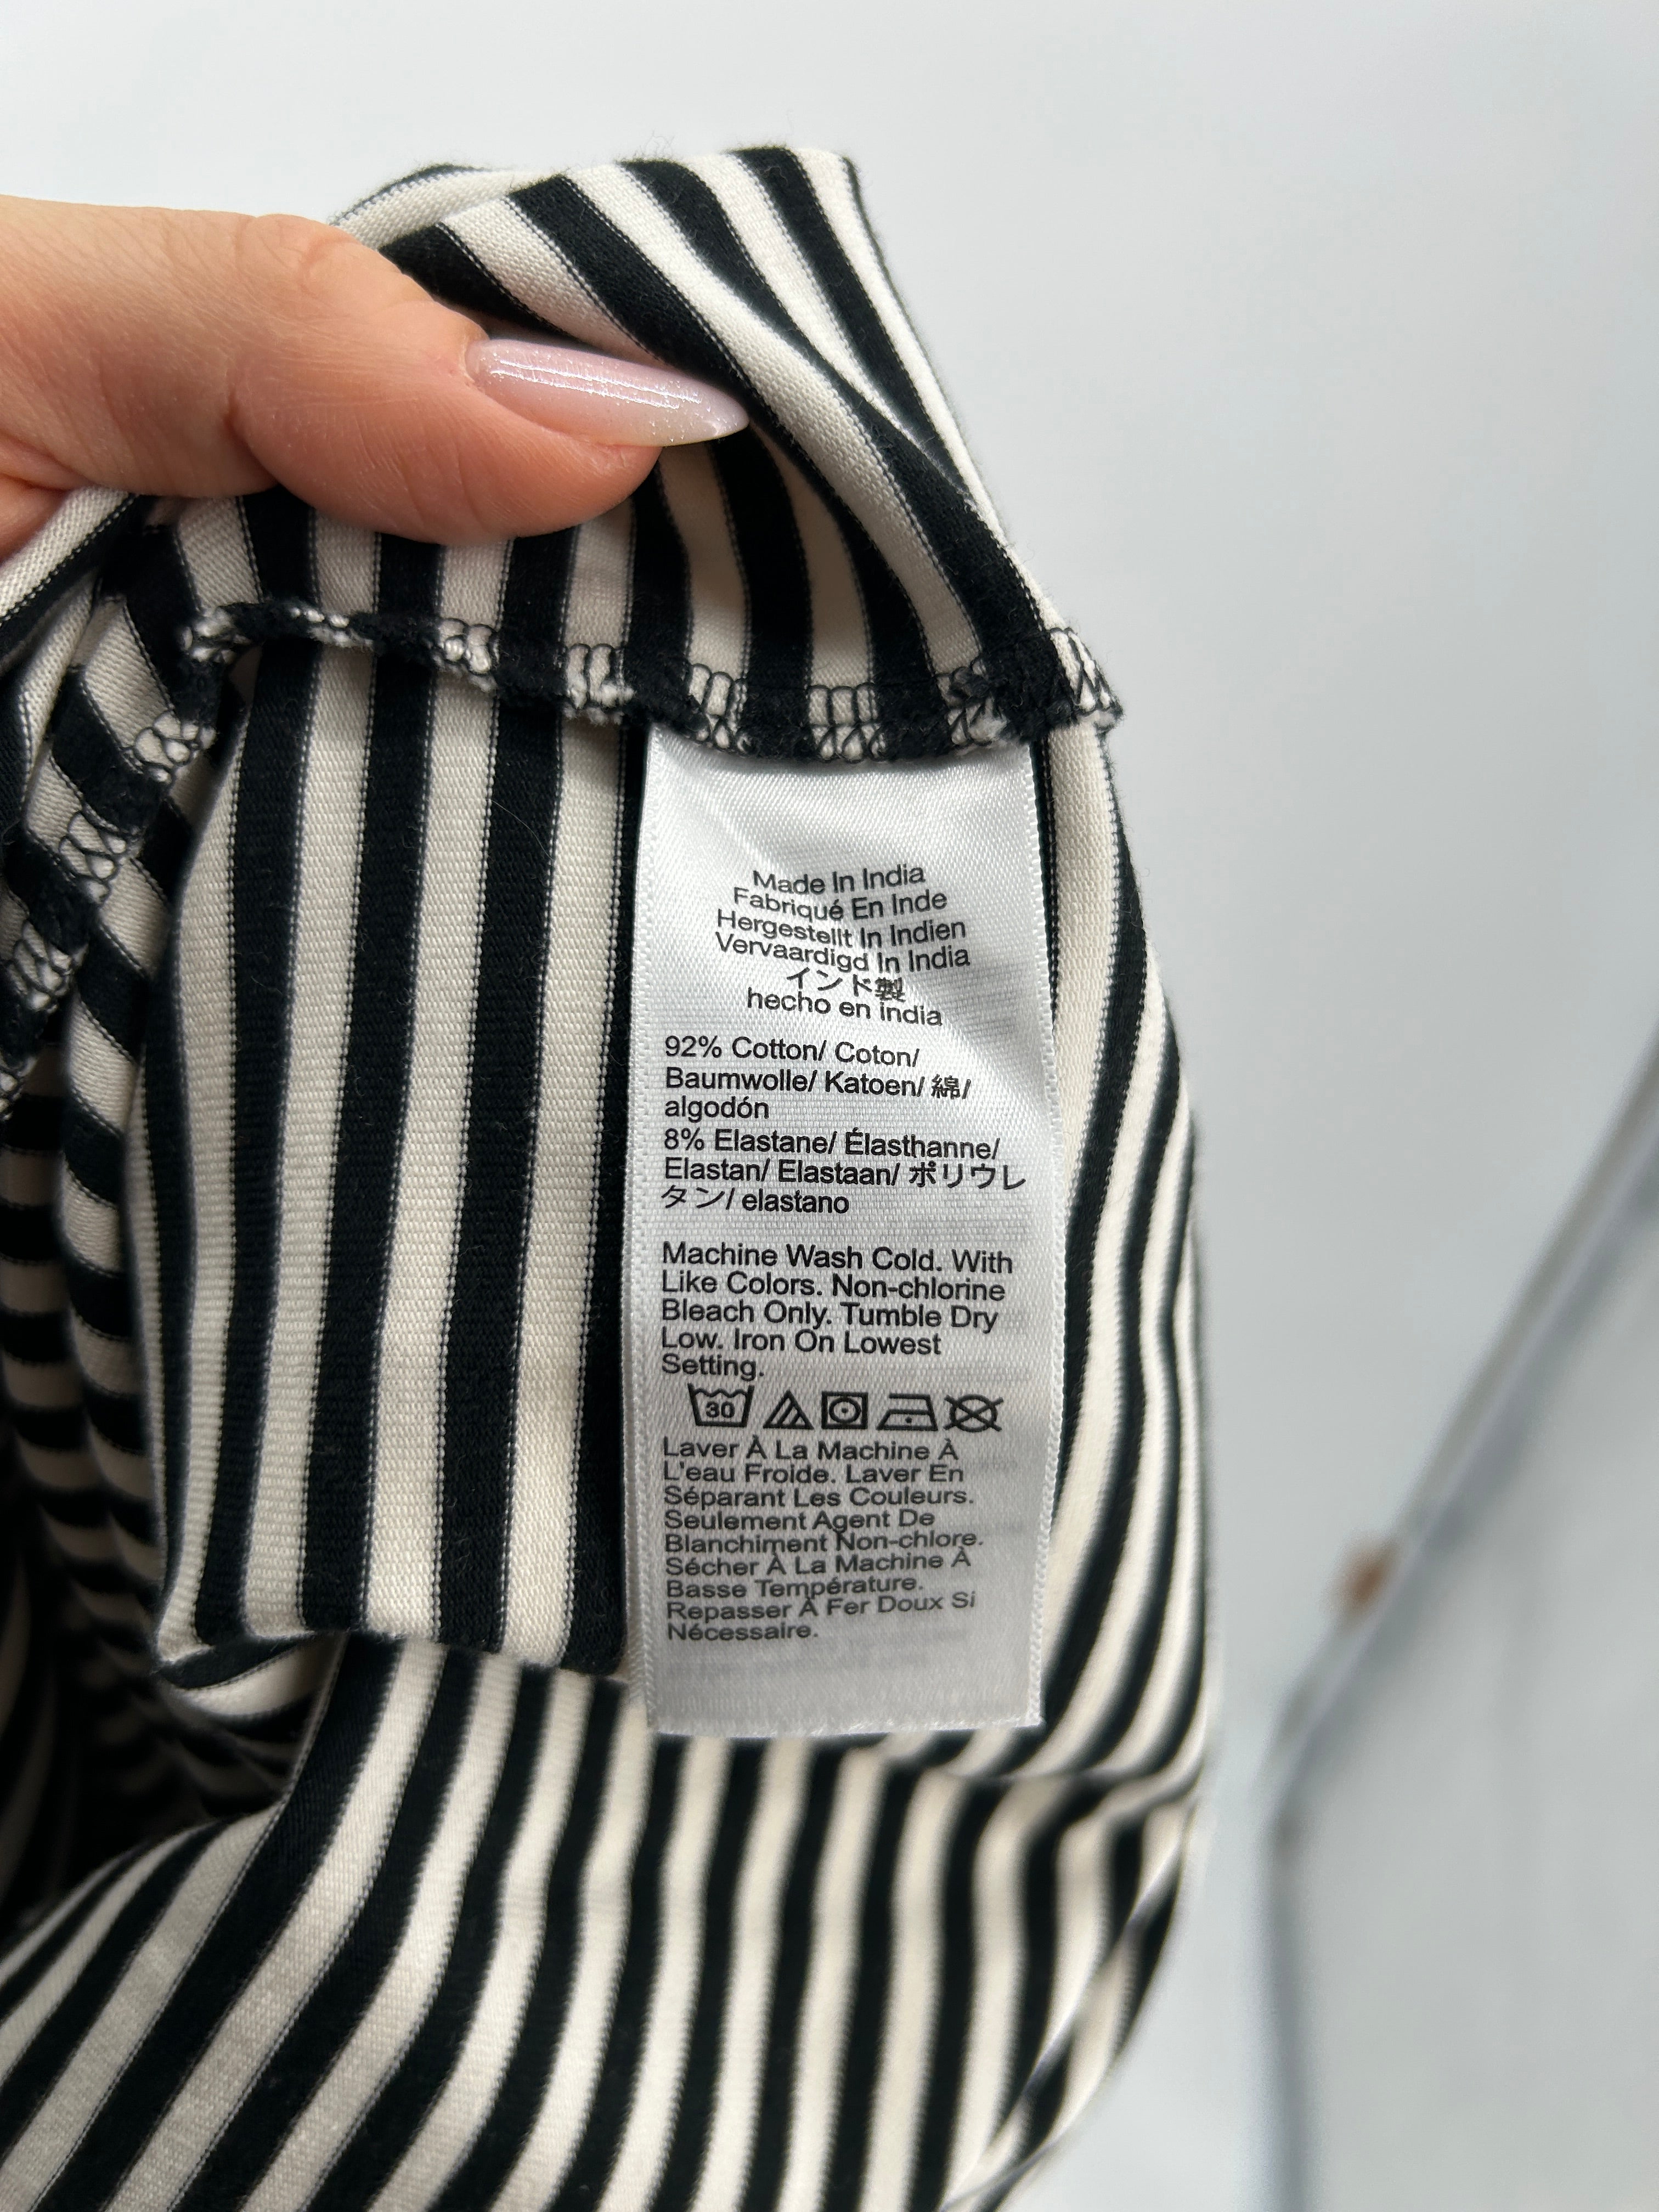 Made In India
Fabriqué En Inde
Hergestellt In Indien
Vervaardigd In India
インド製
hecho en india
92% Cotton/ Coton/
Baumwolle/ Katoen/ 綿/
algodón
8% Elastane/ Élasthanne/
Elastan/ Elastaan/ ポリウレ
タン/ elastano
Machine Wash Cold. With
Like Colors. Non-chlorine
Bleach Only. Tumble Dry
Low. Iron On Lowest
Setting.
30
Laver À La Machine À
L'eau Froide. Laver En
Séparant Les Couleurs.
Seulement Agent De
Blanchiment Non-chlore.
Sécher À La Machine À
Basse Température.
Repasser À Fer Doux Si
Nécessaire.